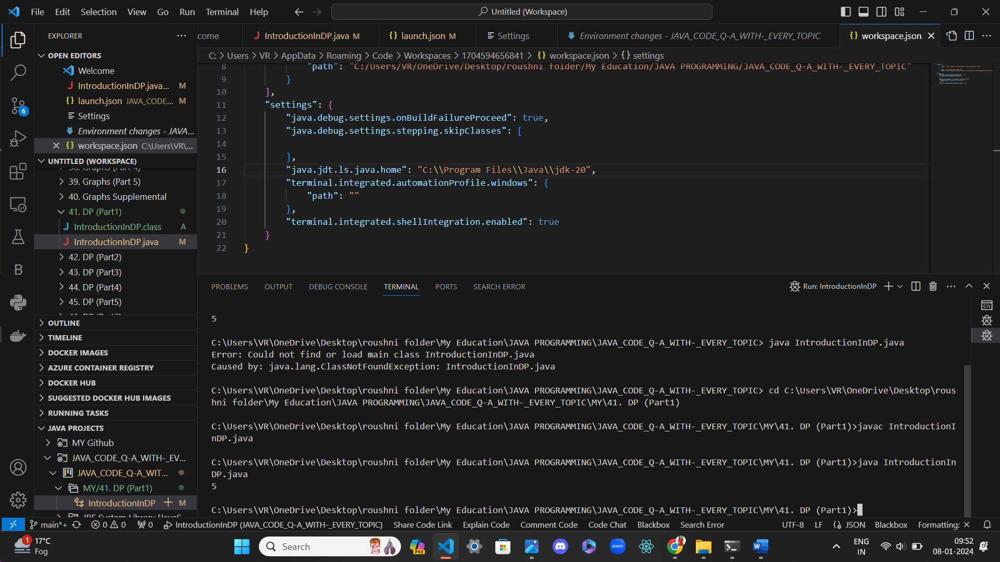 File Edit Selection View Go Run Terminal Help
Untitled (Workspace)
EXPLORER
OPEN EDITORS
Welcome
IntroductionInDP.java... M
launch.json JAVA_CODE... M
Settings
Environment changes - JAVA...
workspace.json C:\Users\VR\...
UNTITLED (WORKSPACE)
39. Graphs (Part 5)
40. Graphs Supplemental
41. DP (Part1)
IntroductionInDP.class A
IntroductionInDP.java M
42. DP (Part2)
43. DP (Part3)
44. DP (Part4)
45. DP (Part5)
OUTLINE
TIMELINE
DOCKER IMAGES
AZURE CONTAINER REGISTRY
DOCKER HUB
SUGGESTED DOCKER HUB IMAGES
RUNNING TASKS
JAVA PROJECTS
MY Github
JAVA_CODE_Q-A_WITH-_EV...
JAVA_CODE_Q-A_WIT...
MY/41. DP (Part1)
IntroductionInDP M
6
B
come IntroductionInDP.java M launch.json M Settings Environment changes - JAVA_CODE_Q-A_WITH-_EVERY_TOPIC workspace.json
C: > Users > VR > AppData > Roaming > Code > Workspaces > 1704594656841 > {} workspace.json > {} settings
8 "path": "C:/Users/VR/OneDrive/Desktop/roushni folder/My Education/JAVA PROGRAMMING/JAVA_CODE_Q-A_WITH-_EVERY_TOPIC"
9 }
10 ],
11 "settings": {
12 "java.debug.settings.onBuildFailureProceed": true,
13 "java.debug.settings.stepping.skipClasses": [
14
15 ],
16 "java.jdt.ls.java.home": "C:\\Program Files\\Java\\jdk-20",
17 "terminal.integrated.automationProfile.windows": {
18 "path": ""
19 },
20 "terminal.integrated.shellIntegration.enabled": true
21 }
22 }
PROBLEMS OUTPUT DEBUG CONSOLE TERMINAL PORTS SEARCH ERROR
Run: IntroductionInDP
5
C:\Users\VR\OneDrive\Desktop\roushni folder\My Education\JAVA PROGRAMMING\JAVA_CODE_Q-A_WITH-_EVERY_TOPIC> java IntroductionInDP.java
Error: Could not find or load main class IntroductionInDP.java
Caused by: java.lang.ClassNotFoundException: IntroductionInDP.java
C:\Users\VR\OneDrive\Desktop\roushni folder\My Education\JAVA PROGRAMMING\JAVA_CODE_Q-A_WITH-_EVERY_TOPIC> cd C:\Users\VR\OneDrive\Desktop\rous
hni folder\My Education\JAVA PROGRAMMING\JAVA_CODE_Q-A_WITH-_EVERY_TOPIC\MY\41. DP (Part1)
C:\Users\VR\OneDrive\Desktop\roushni folder\My Education\JAVA PROGRAMMING\JAVA_CODE_Q-A_WITH-_EVERY_TOPIC\MY\41. DP (Part1)>javac IntroductionI
nDP.java
C:\Users\VR\OneDrive\Desktop\roushni folder\My Education\JAVA PROGRAMMING\JAVA_CODE_Q-A_WITH-_EVERY_TOPIC\MY\41. DP (Part1)>java IntroductionIn
DP.java
5
C:\Users\VR\OneDrive\Desktop\roushni folder\My Education\JAVA PROGRAMMING\JAVA_CODE_Q-A_WITH-_EVERY_TOPIC\MY\41. DP (Part1)>
main*+ 0 0 0 IntroductionInDP (JAVA_CODE_Q-A_WITH-_EVERY_TOPIC) Share Code Link Explain Code Comment Code Code Chat Blackbox Search Error UTF-8 LF JSON Blackbox Formatting: ×
1 17°C
Fog
Search
PRE
zoom
ENG
IN
09:52
08-01-2024